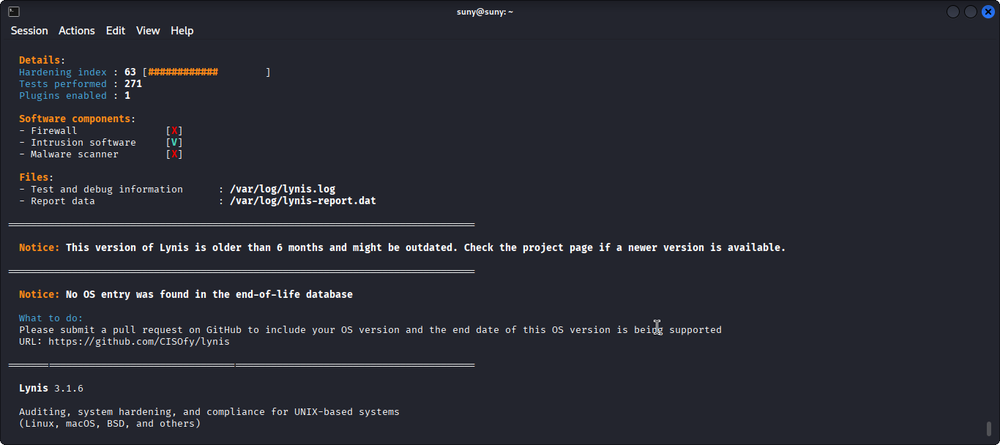 suny@suny: ~
Session Actions Edit View Help
Details:
Hardening index : 63 [############ ]
Tests performed : 271
Plugins enabled : 1
Software components:
- Firewall [X]
- Intrusion software [V]
- Malware scanner [X]
Files:
- Test and debug information : /var/log/lynis.log
- Report data : /var/log/lynis-report.dat
Notice: This version of Lynis is older than 6 months and might be outdated. Check the project page if a newer version is available.
Notice: No OS entry was found in the end-of-life database
What to do:
Please submit a pull request on GitHub to include your OS version and the end date of this OS version is being supported
URL: https://github.com/CISOfy/lynis
Lynis 3.1.6
Auditing, system hardening, and compliance for UNIX-based systems
(Linux, macOS, BSD, and others)